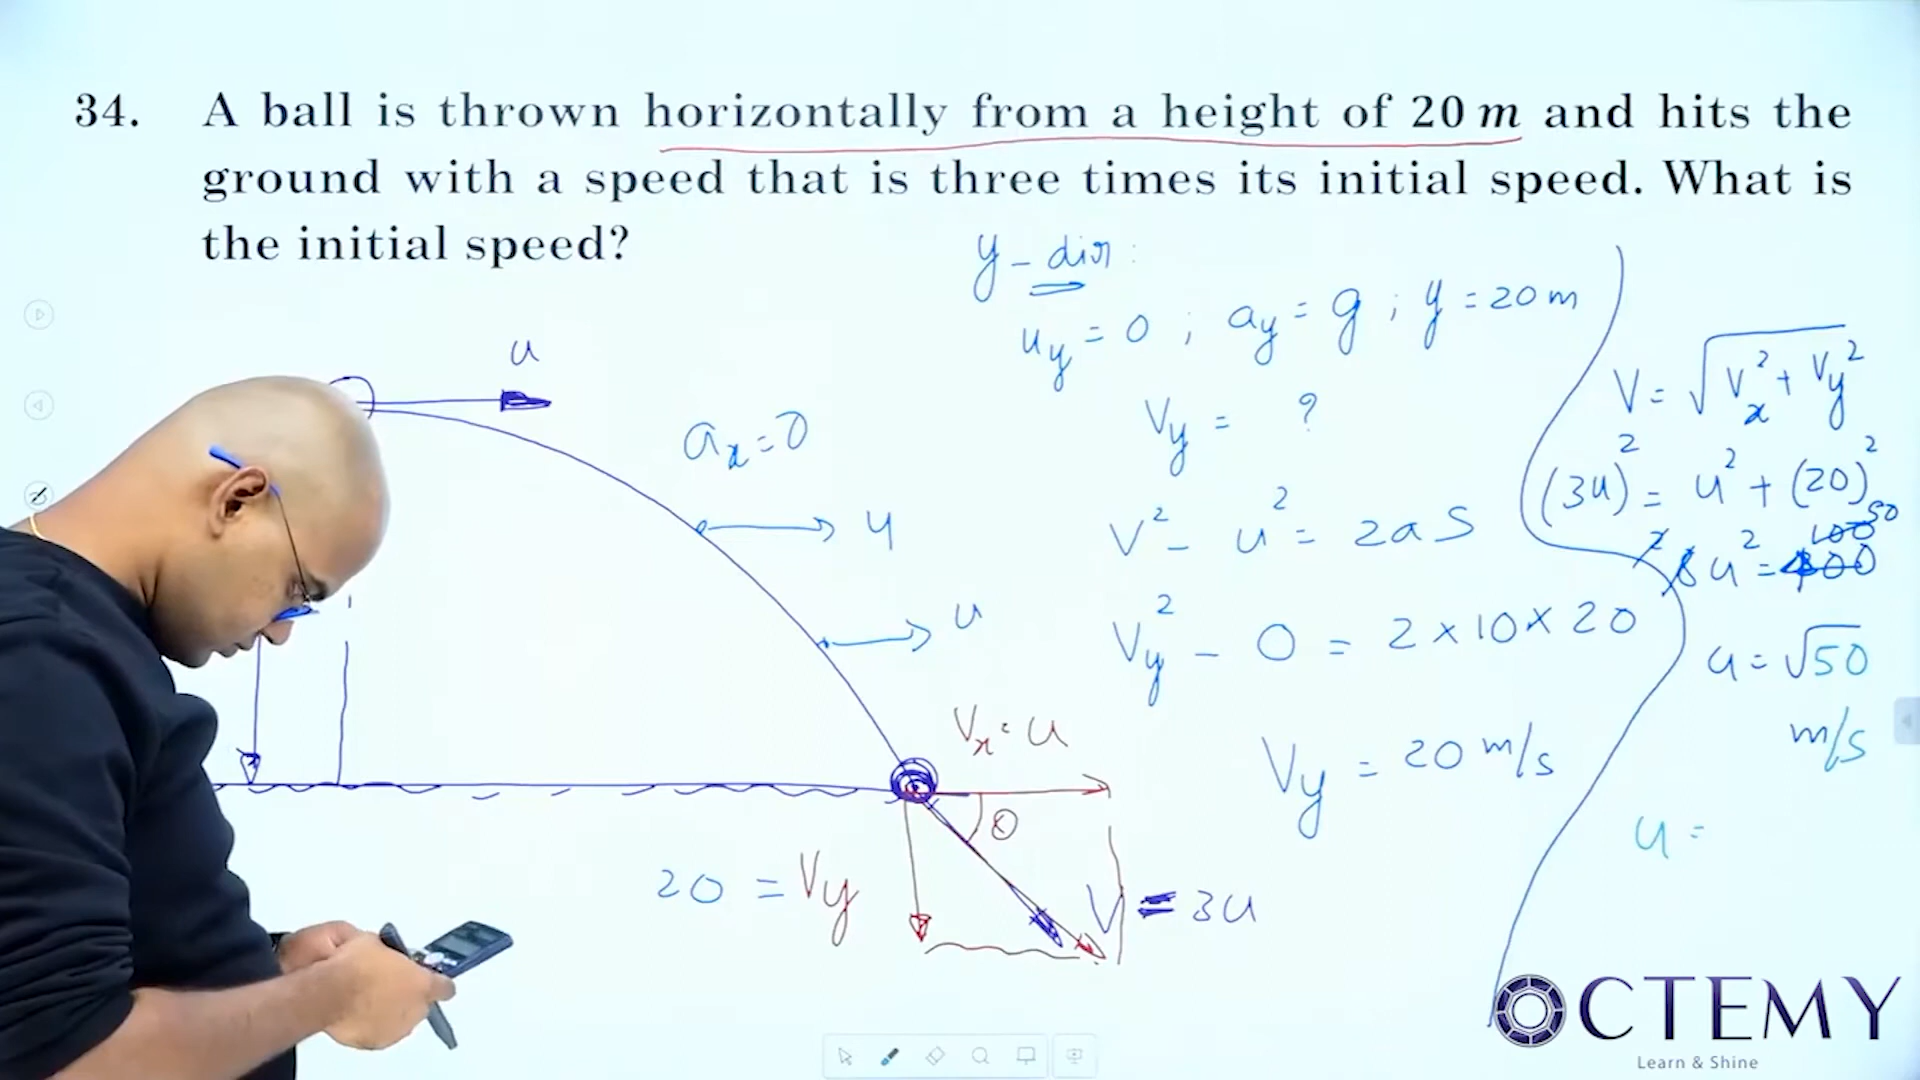 34. A ball is thrown horizontally from a height of 20 m and hits the
ground with a speed that is three times its initial speed. What is
the initial speed?
y - dir :
u_y = 0 ; a_y = g ; y = 20 m
V_y = ?
V² - u² = 2aS
V_y² - 0 = 2 × 10 × 20
V_y = 20 m/s
V = √(V_x² + V_y²)
(3u)² = u² + (20)²
u = √50
m/s
u =
u
a_x = 0
u
u
V_x = u
θ
20 = V_y
V = 3u
OCTEMY
Learn & Shine